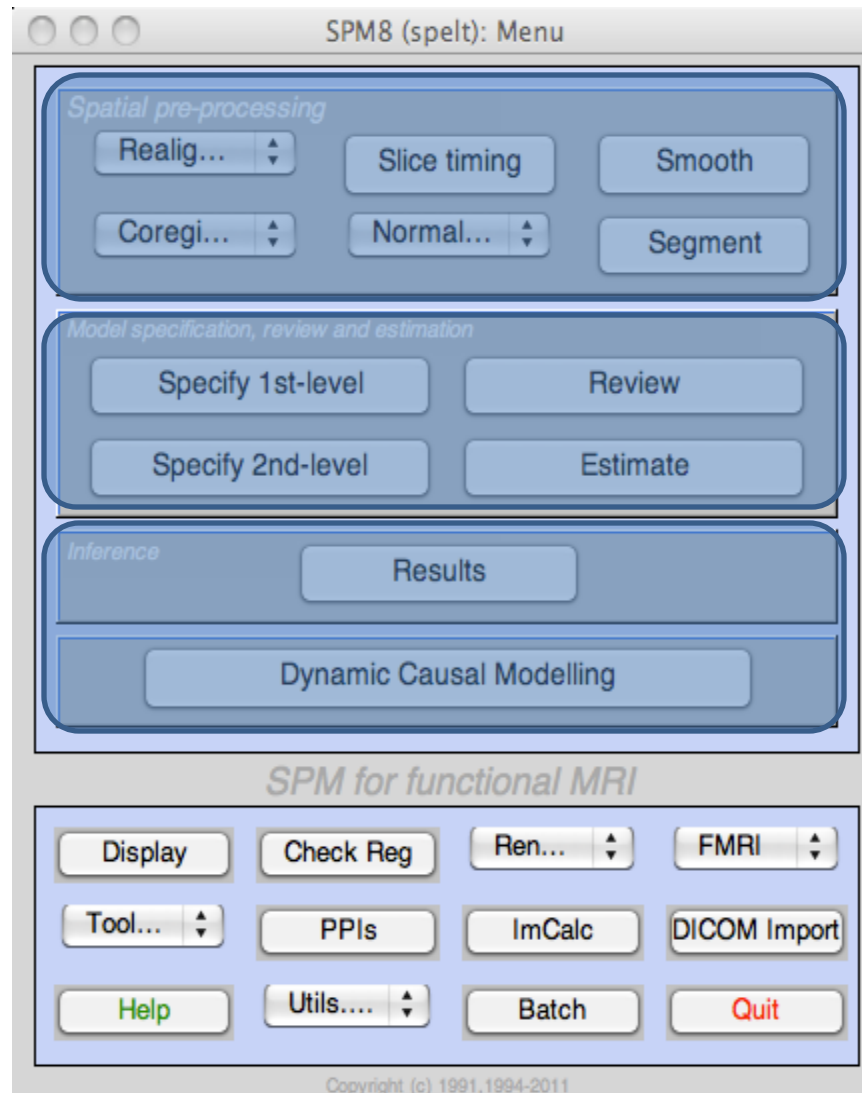 SPM8 (spelt): Menu
Spatial pre-processing
Realig... Slice timing Smooth
Coregi... Normal... Segment
Model specification, review and estimation
Specify 1st-level Review
Specify 2nd-level Estimate
Inference
Results
Dynamic Causal Modelling
SPM for functional MRI
Display Check Reg Ren... FMRI
Tool... PPIs ImCalc DICOM Import
Help Utils.... Batch Quit
Copyright (c) 1991,1994-2011